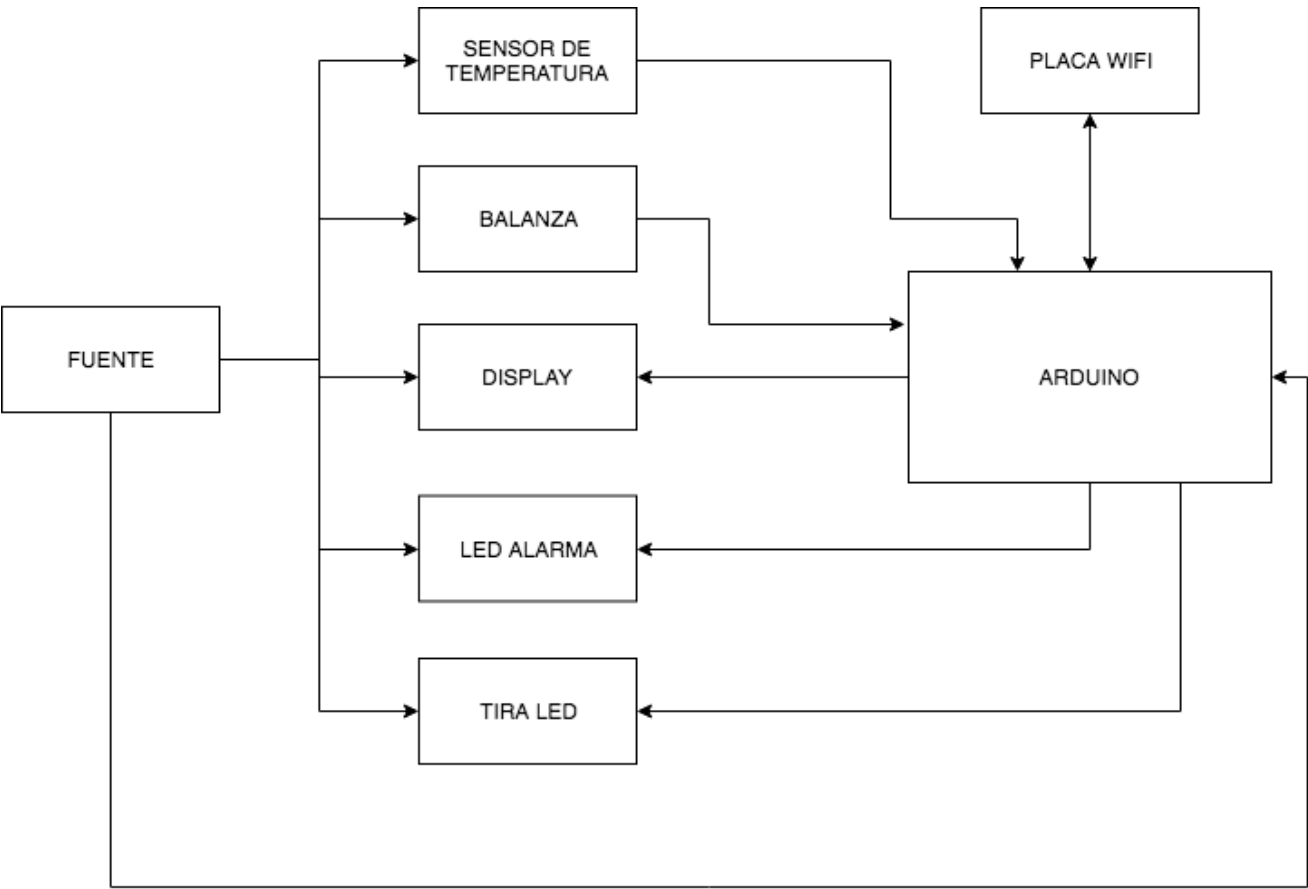 SENSOR DE
TEMPERATURA
PLACA WIFI
BALANZA
FUENTE
DISPLAY
ARDUINO
LED ALARMA
TIRA LED